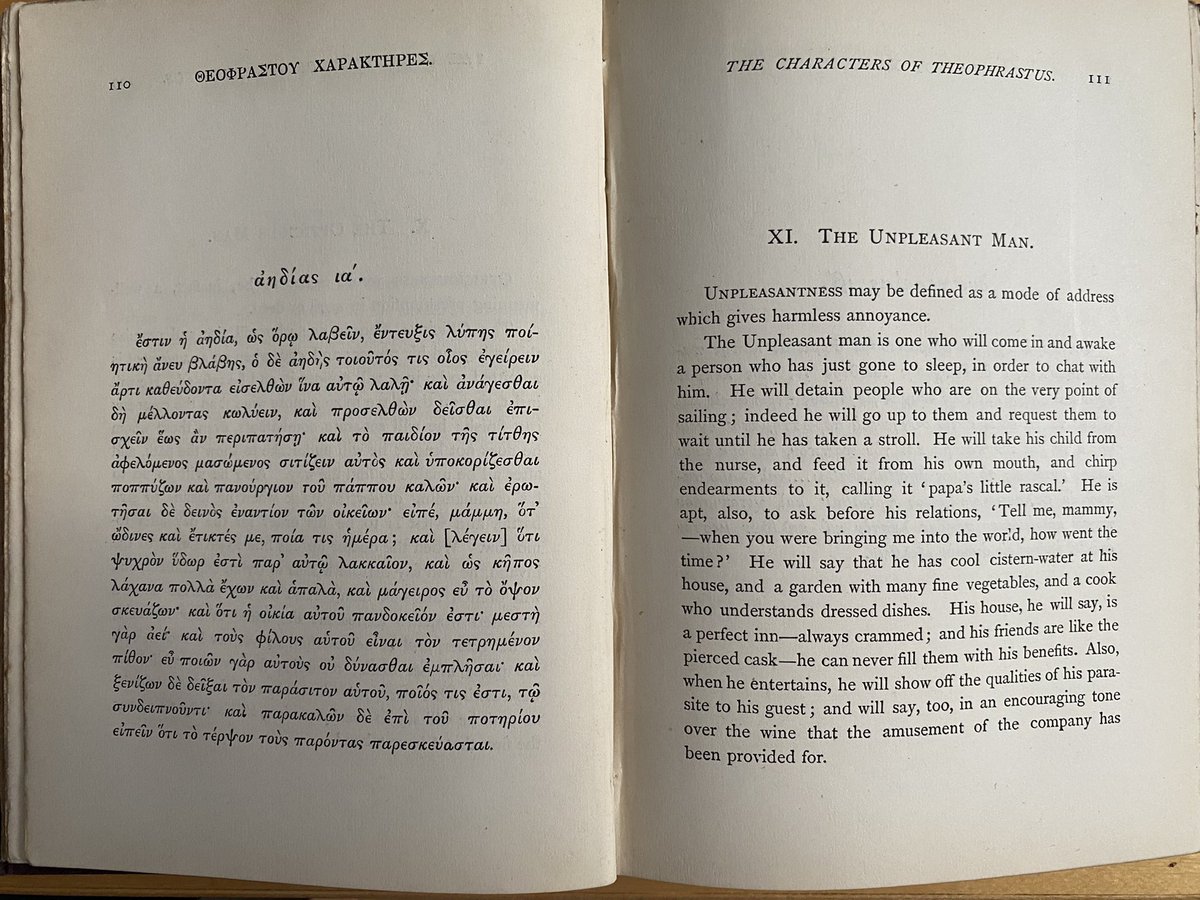 110
ΘΕΟΦΡΑΣΤΟΥ ΧΑΡΑΚΤΗΡΕΣ.
ἀηδίας ια΄.
ἔστιν ἡ ἀηδία, ὡς ὅρῳ λαβεῖν, ἔντευξις λύπης ποί-
ητικὴ ἄνευ βλάβης, ὁ δὲ ἀηδὴς τοιοῦτός τις οἷος ἐγείρειν
ἄρτι καθεύδοντα εἰσελθὼν ἵνα αὐτῷ λαλῇ· καὶ ἀνάγεσθαι
δὴ μέλλοντας κωλύειν, καὶ προσελθὼν δεῖσθαι ἐπι-
σχεῖν ἕως ἂν περιπατήσῃ· καὶ τὸ παιδίον τῆς τίτθης
ἀφελόμενος μασώμενος σιτίζειν αὐτὸς καὶ ὑποκορίζεσθαι
ποππύζων καὶ πανούργιον τοῦ πάππου καλῶν· καὶ ἐρω-
τῆσαι δὲ δεινὸς ἐναντίον τῶν οἰκείων· εἰπέ, μάμμη, ὅτ᾽
ὤδινες καὶ ἔτικτές με, ποία τις ἡμέρα; καὶ [λέγειν] ὅτι
ψυχρὸν ὕδωρ ἐστὶ παρ᾽ αὐτῷ λακκαῖον, καὶ ὡς κῆπος
λάχανα πολλὰ ἔχων καὶ ἁπαλά, καὶ μάγειρος εὖ τὸ ὄψον
σκευάζων· καὶ ὅτι ἡ οἰκία αὐτοῦ πανδοκεῖόν ἐστι· μεστὴ
γὰρ ἀεί· καὶ τοὺς φίλους αὑτοῦ εἶναι τὸν τετρημένον
πίθον· εὖ ποιῶν γὰρ αὐτοὺς οὐ δύνασθαι ἐμπλῆσαι· καὶ
ξενίζων δὲ δεῖξαι τὸν παράσιτον αὑτοῦ, ποῖός τις ἐστι, τῷ
συνδειπνοῦντι· καὶ παρακαλῶν δὲ ἐπὶ τοῦ ποτηρίου
εἰπεῖν ὅτι τὸ τέρψον τοὺς παρόντας παρεσκεύασται.
THE CHARACTERS OF THEOPHRASTUS.
111
XI. THE UNPLEASANT MAN.
UNPLEASANTNESS may be defined as a mode of address
which gives harmless annoyance.
The Unpleasant man is one who will come in and awake
a person who has just gone to sleep, in order to chat with
him. He will detain people who are on the very point of
sailing; indeed he will go up to them and request them to
wait until he has taken a stroll. He will take his child from
the nurse, and feed it from his own mouth, and chirp
endearments to it, calling it ‘papa's little rascal.’ He is
apt, also, to ask before his relations, ‘Tell me, mammy,
—when you were bringing me into the world, how went the
time?’ He will say that he has cool cistern-water at his
house, and a garden with many fine vegetables, and a cook
who understands dressed dishes. His house, he will say, is
a perfect inn—always crammed; and his friends are like the
pierced cask—he can never fill them with his benefits. Also,
when he entertains, he will show off the qualities of his para-
site to his guest; and will say, too, in an encouraging tone
over the wine that the amusement of the company has
been provided for.